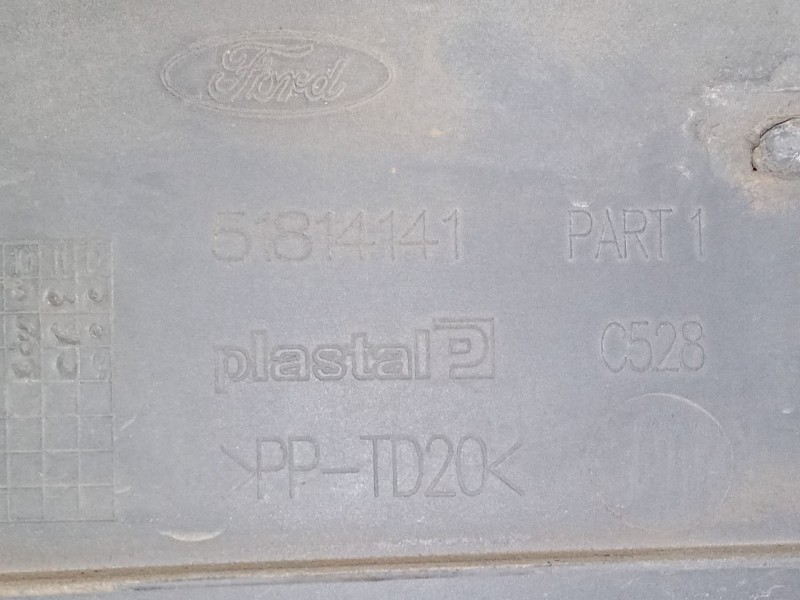 Ford
51814141 PART 1
plastal P C528
>PP-TD20<